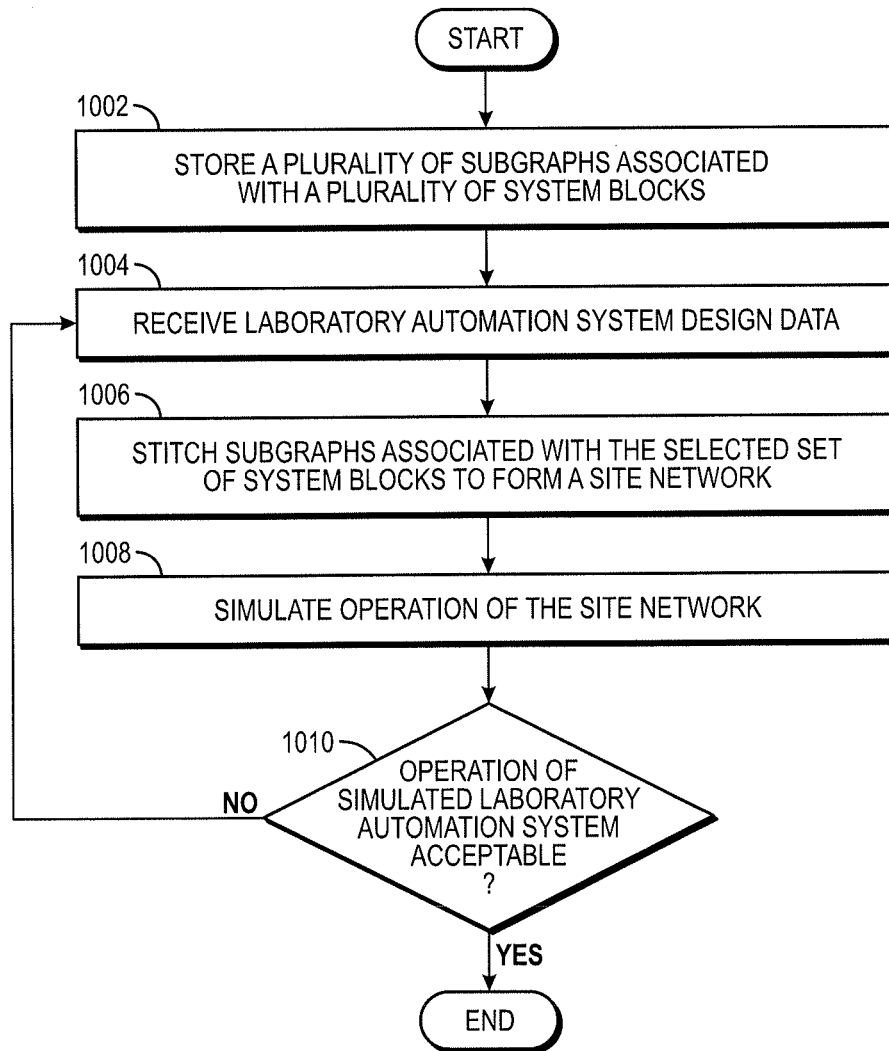 START
1002
STORE A PLURALITY OF SUBGRAPHS ASSOCIATED
WITH A PLURALITY OF SYSTEM BLOCKS
1004
RECEIVE LABORATORY AUTOMATION SYSTEM DESIGN DATA
1006
STITCH SUBGRAPHS ASSOCIATED WITH THE SELECTED SET
OF SYSTEM BLOCKS TO FORM A SITE NETWORK
1008
SIMULATE OPERATION OF THE SITE NETWORK
1010
OPERATION OF
SIMULATED LABORATORY
AUTOMATION SYSTEM
ACCEPTABLE
?
NO
YES
END